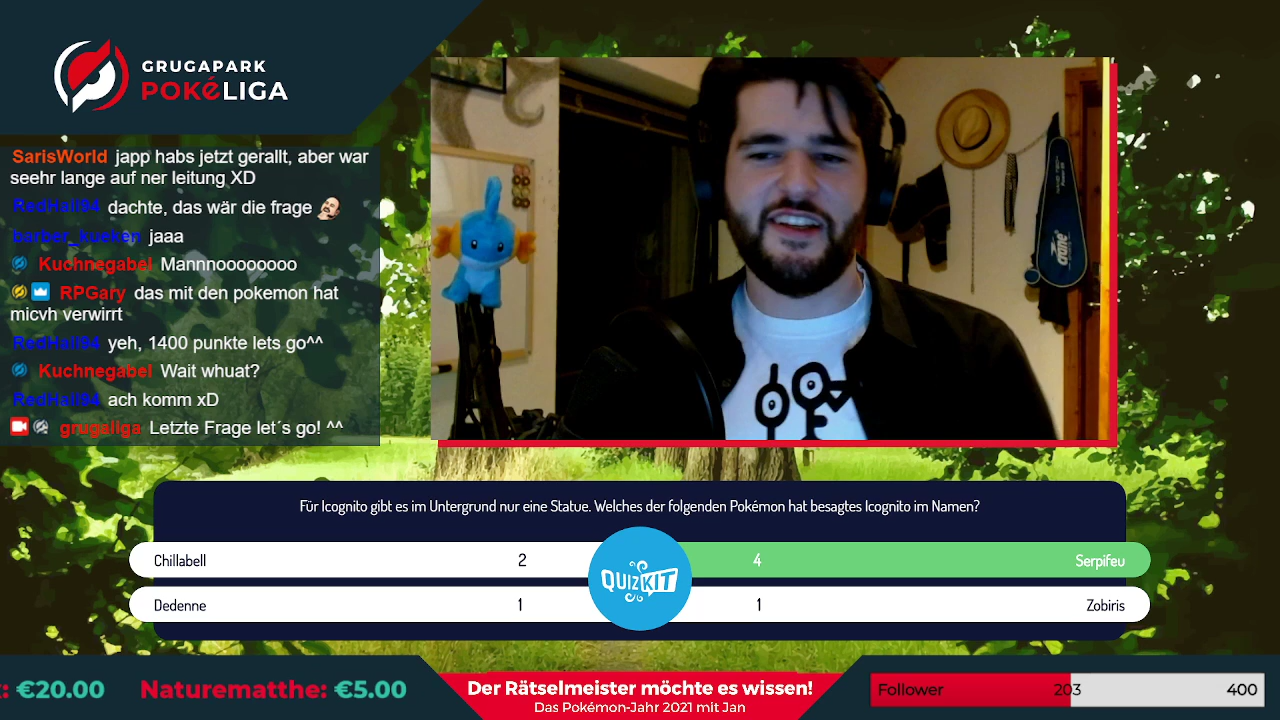 GRUGAPARK
POKéLIGA
SarisWorld japp habs jetzt gerallt, aber war
seehr lange auf ner leitung XD
RedHail94 dachte, das wär die frage
barber_kueken jaaa
Kuchnegabel Mannnoooooooo
RPGary das mit den pokemon hat
micvh verwirrt
RedHail94 yeh, 1400 punkte lets go^^
Kuchnegabel Wait whuat?
RedHail94 ach komm xD
grugaliga Letzte Frage let´s go! ^^
CRANE
Für Icognito gibt es im Untergrund nur eine Statue. Welches der folgenden Pokémon hat besagtes Icognito im Namen?
Chillabell 2 4 Serpifeu
QUIZKIT
Dedenne 1 1 Zobiris
: €20.00 Naturematthe: €5.00
Der Rätselmeister möchte es wissen!
Das Pokémon-Jahr 2021 mit Jan
Follower 203 400